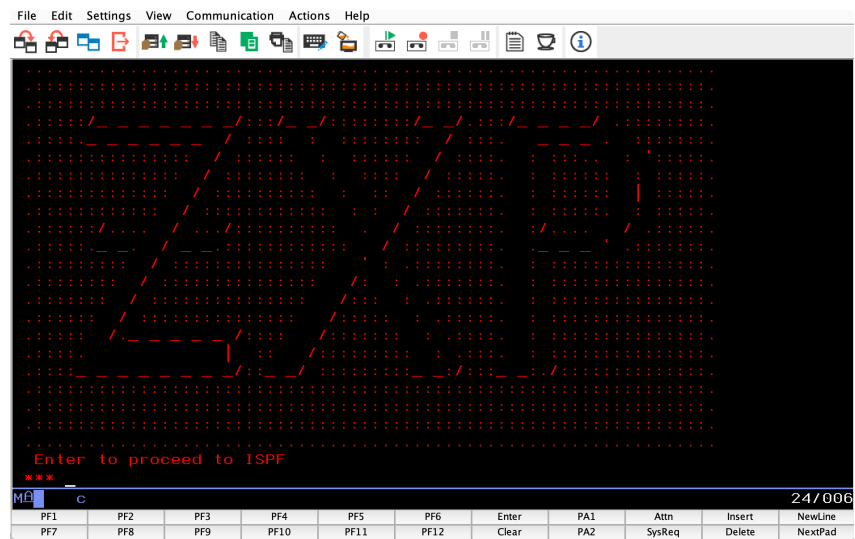 File Edit Settings View Communication Actions Help
ZXP
Enter to proceed to ISPF
*** _
MA c 24/006
PF1 PF2 PF3 PF4 PF5 PF6 Enter PA1 Attn Insert NewLine
PF7 PF8 PF9 PF10 PF11 PF12 Clear PA2 SysReq Delete NextPad